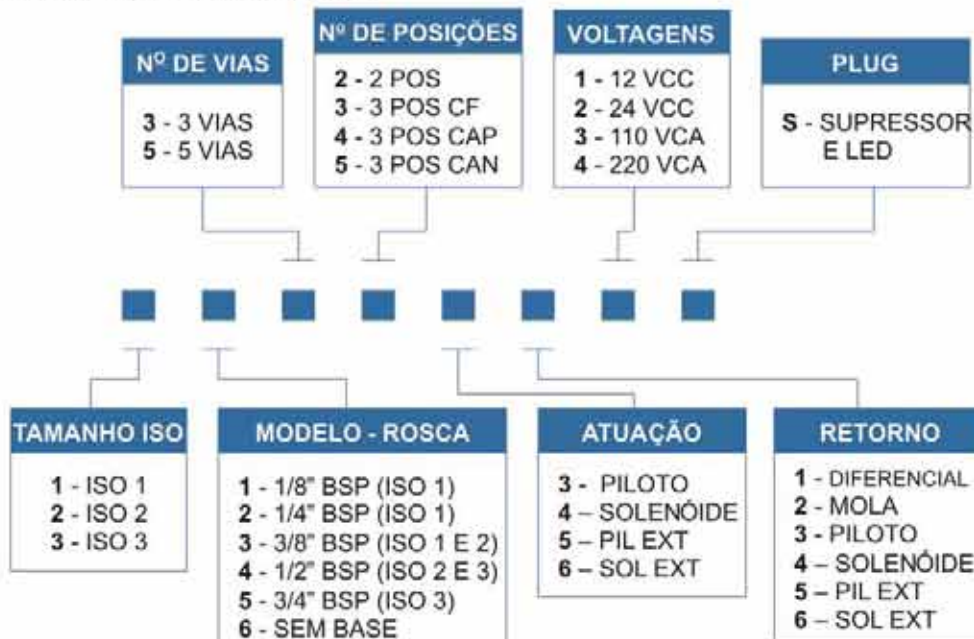 Nº DE VIAS
3 - 3 VIAS
5 - 5 VIAS
Nº DE POSIÇÕES
2 - 2 POS
3 - 3 POS CF
4 - 3 POS CAP
5 - 3 POS CAN
VOLTAGENS
1 - 12 VCC
2 - 24 VCC
3 - 110 VCA
4 - 220 VCA
PLUG
S - SUPRESSOR
E LED
TAMANHO ISO
1 - ISO 1
2 - ISO 2
3 - ISO 3
MODELO - ROSCA
1 - 1/8" BSP (ISO 1)
2 - 1/4" BSP (ISO 1)
3 - 3/8" BSP (ISO 1 E 2)
4 - 1/2" BSP (ISO 2 E 3)
5 - 3/4" BSP (ISO 3)
6 - SEM BASE
ATUAÇÃO
3 - PILOTO
4 – SOLENÓIDE
5 – PIL EXT
6 – SOL EXT
RETORNO
1 - DIFERENCIAL
2 - MOLA
3 - PILOTO
4 – SOLENÓIDE
5 – PIL EXT
6 – SOL EXT